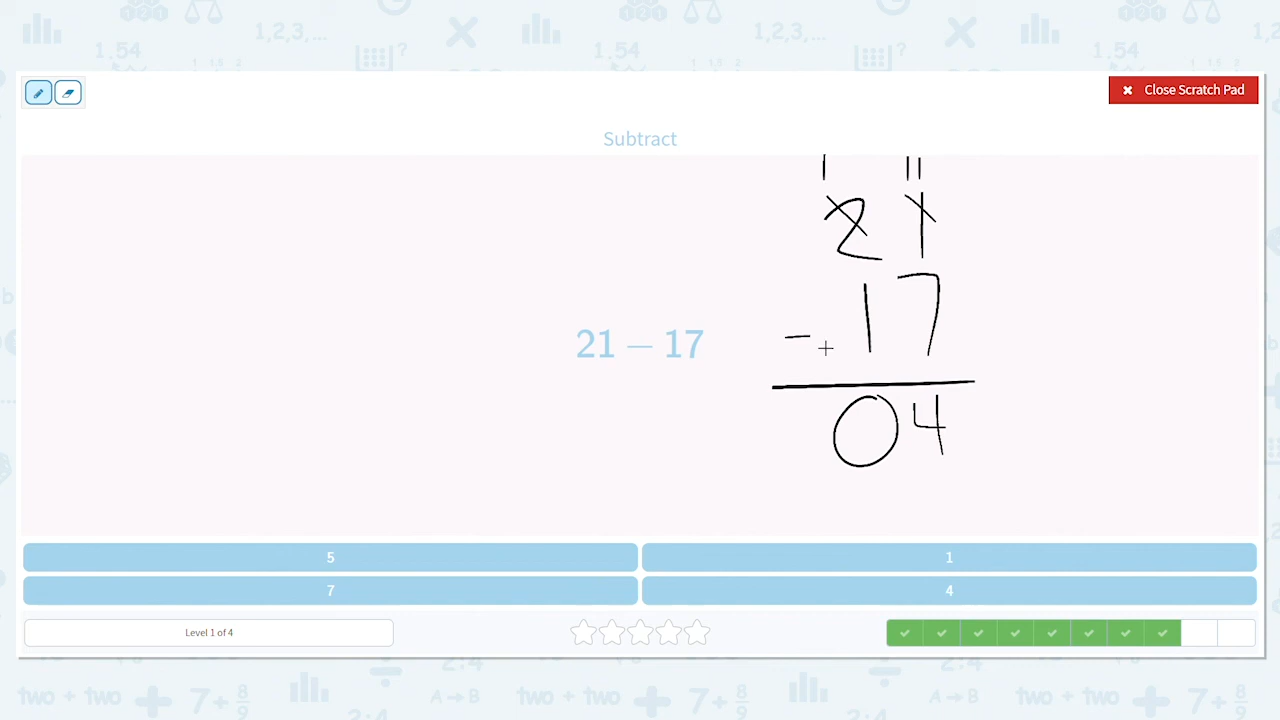 Close Scratch Pad
Subtract
1 11
2 1
21 − 17
− 1 7
0 4
5
1
7
4
Level 1 of 4